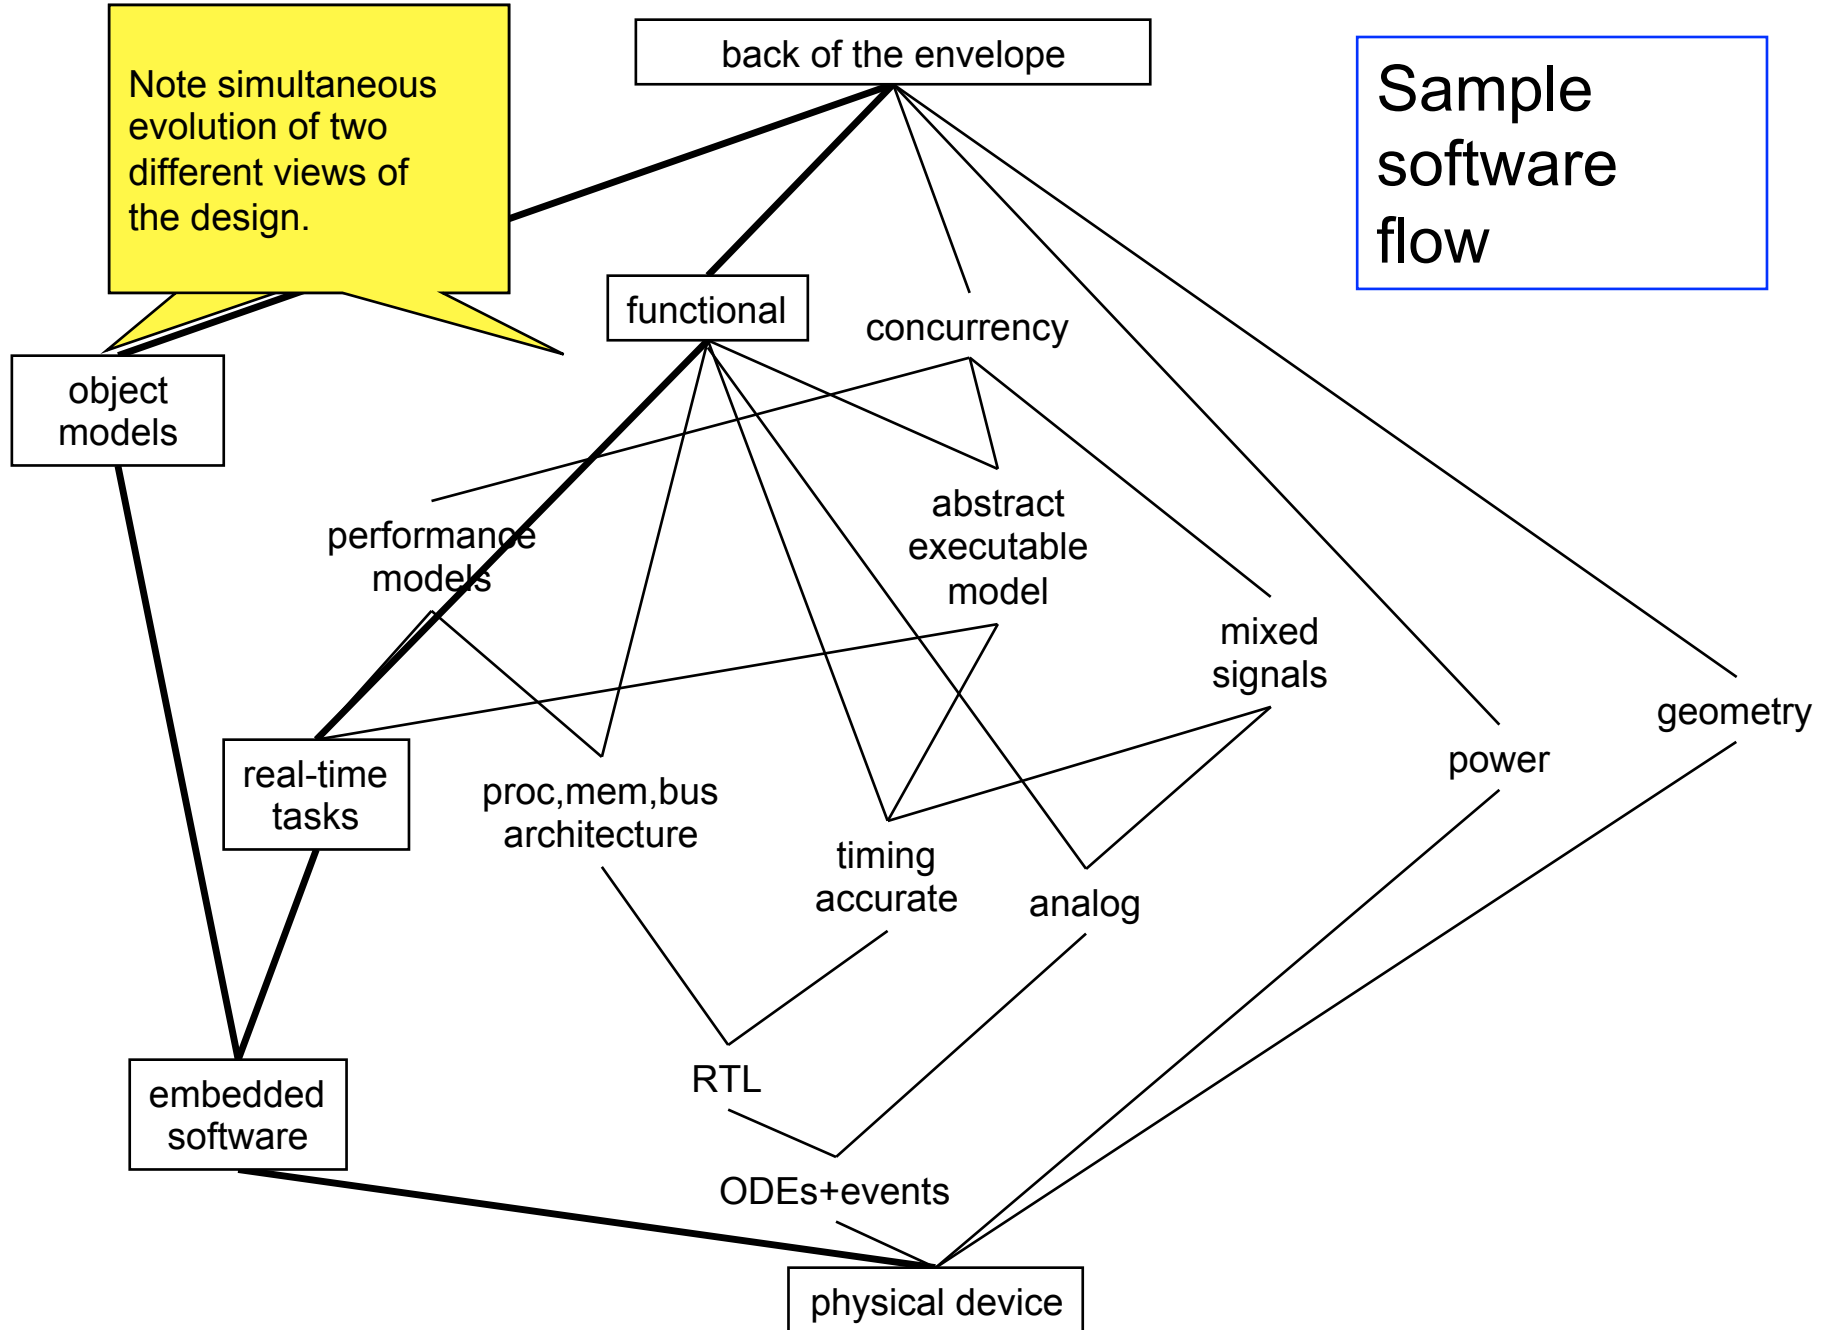 Note simultaneous
evolution of two
different views of
the design.
back of the envelope
Sample
software
flow
functional
concurrency
object
models
performance
models
abstract
executable
model
mixed
signals
geometry
power
real-time
tasks
proc,mem,bus
architecture
timing
accurate
analog
RTL
embedded
software
ODEs+events
physical device